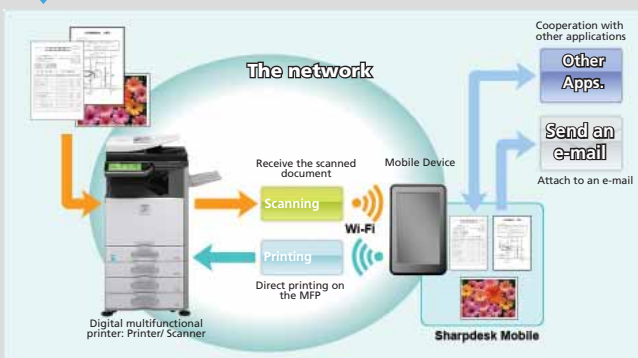 Cooperation with
other applications
Other
Apps.
The network
Send an
e-mail
Attach to an e-mail
Receive the scanned
document
Mobile Device
Scanning
Wi-Fi
Printing
Direct printing on
the MFP
Digital multifunctional
printer: Printer/ Scanner
Sharpdesk Mobile